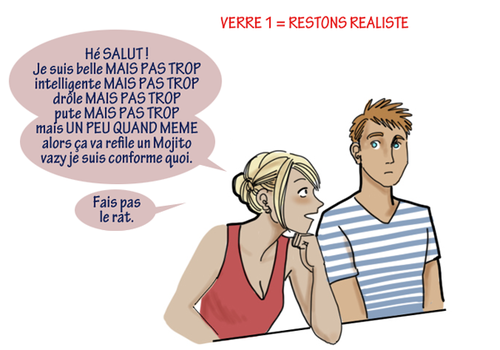 VERRE 1 = RESTONS REALISTE
Hé SALUT !
Je suis belle MAIS PAS TROP
intelligente MAIS PAS TROP
drôle MAIS PAS TROP
pute MAIS PAS TROP
mais UN PEU QUAND MEME
alors ça va refile un Mojito
vazy je suis conforme quoi.
Fais pas
le rat.